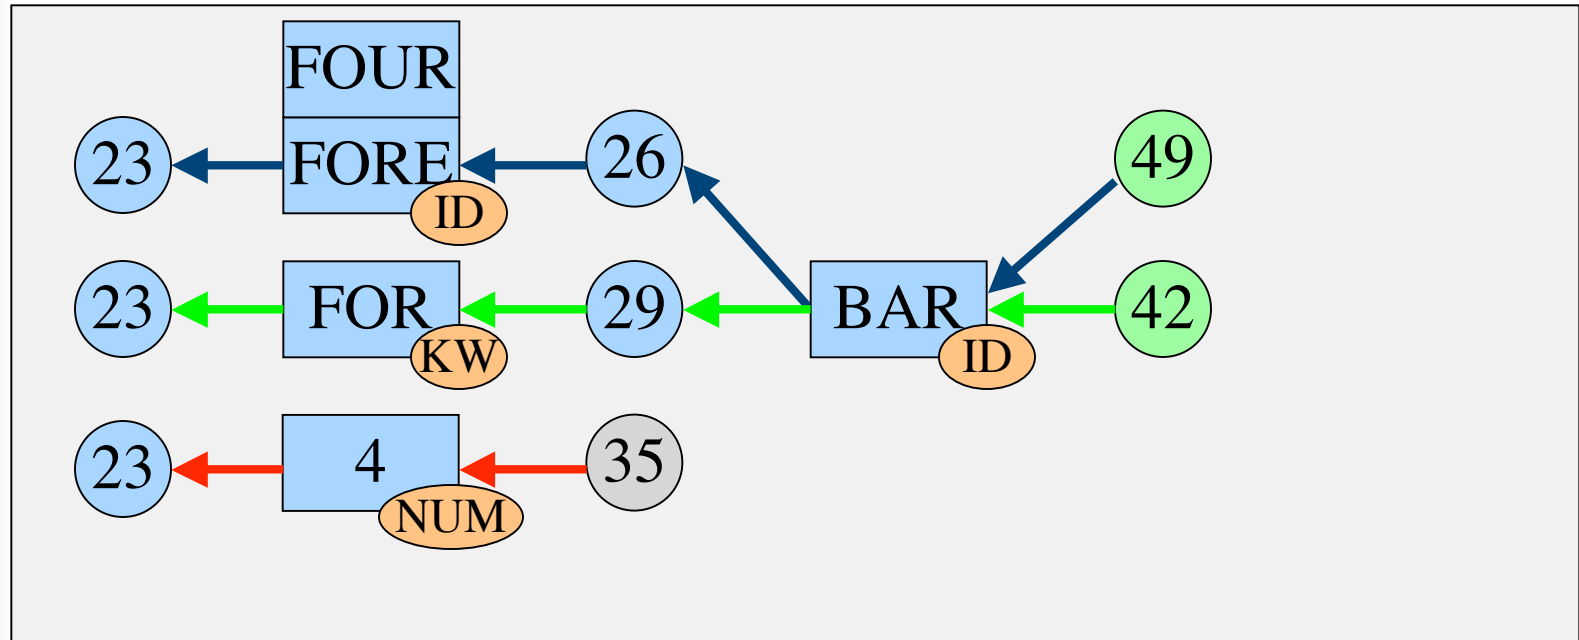 FOUR
23 FORE 26 49
ID
23 FOR 29 BAR 42
KW ID
23 4 35
NUM